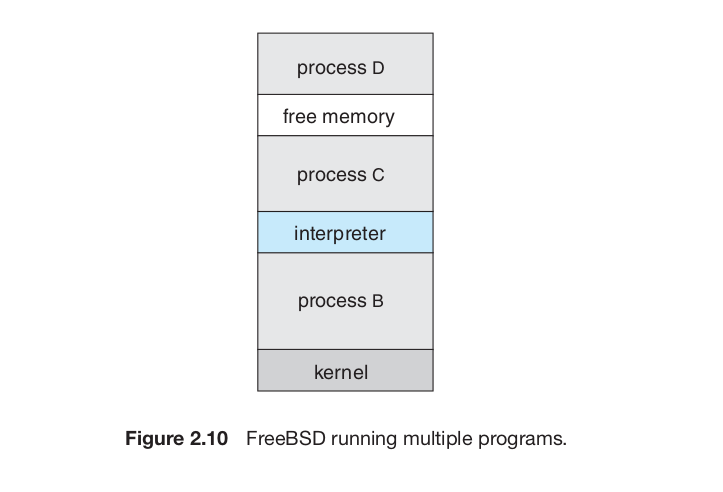 process D
free memory
process C
interpreter
process B
kernel
Figure 2.10 FreeBSD running multiple programs.